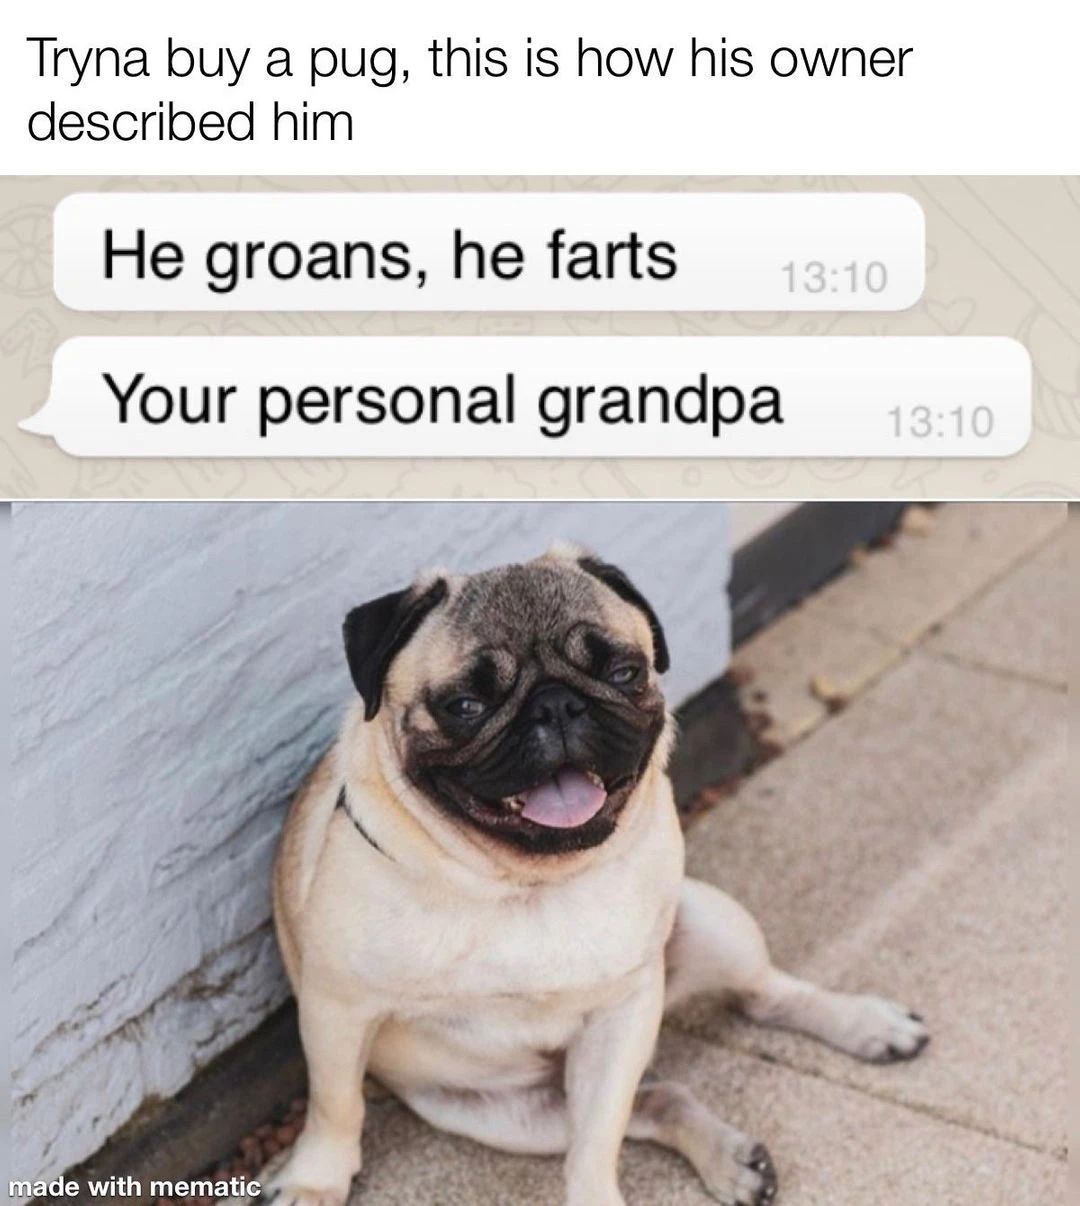 Tryna buy a pug, this is how his owner
described him
He groans, he farts 13:10
Your personal grandpa 13:10
made with mematic